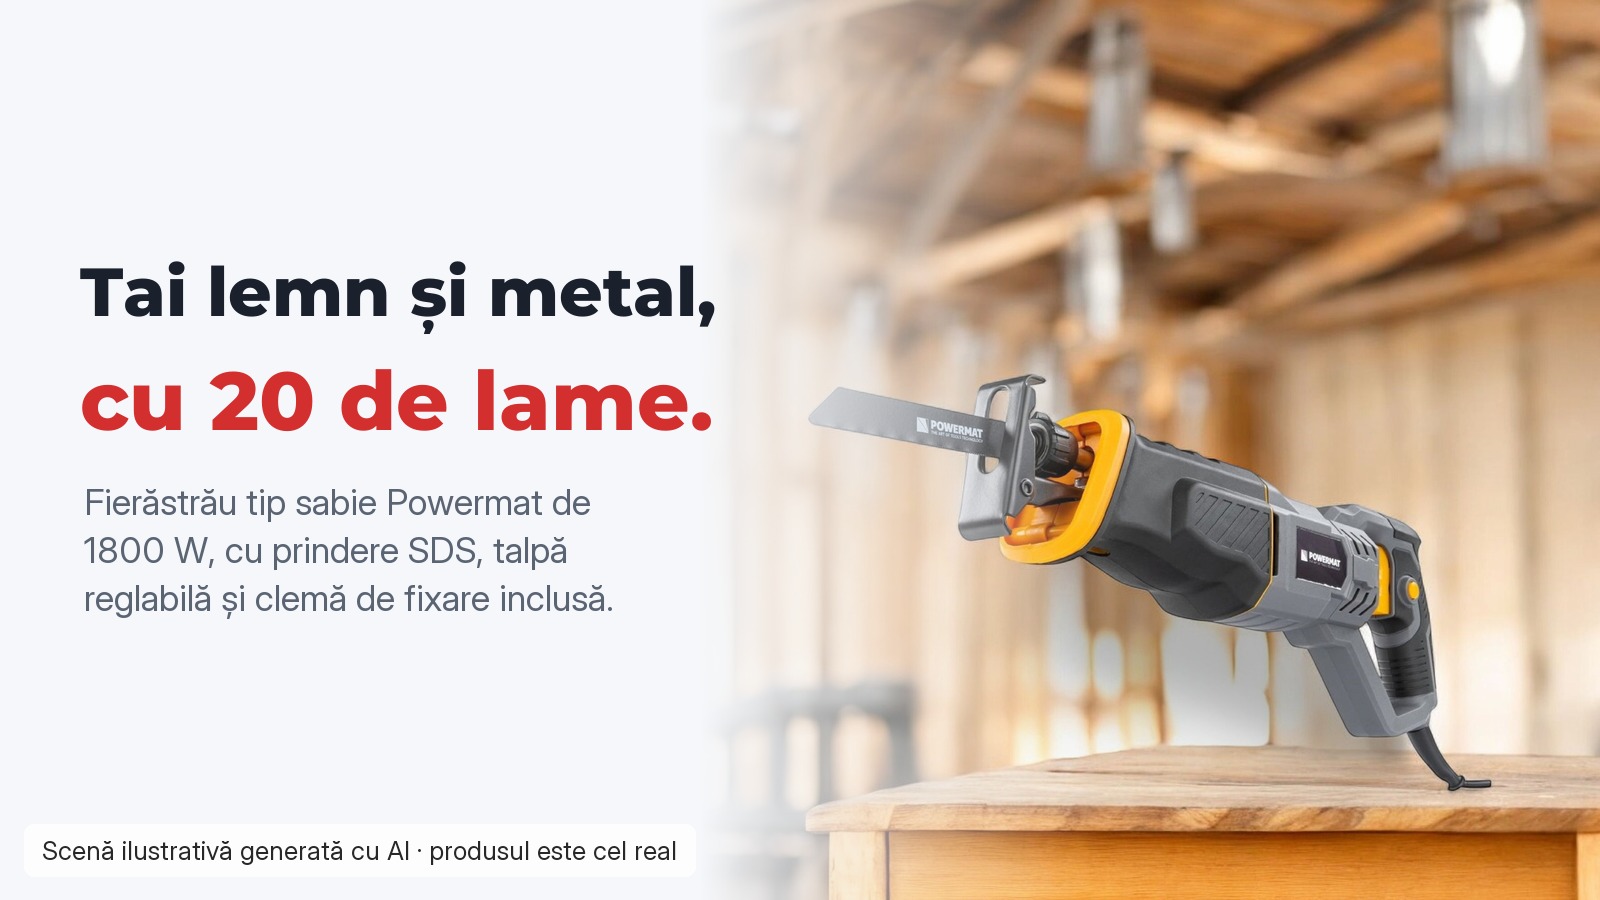 Tai lemn și metal,
cu 20 de lame.
Fierăstrău tip sabie Powermat de
1800 W, cu prindere SDS, talpă
reglabilă și clemă de fixare inclusă.
POWERMAT
POWERMAT
Scenă ilustrativă generată cu AI · produsul este cel real